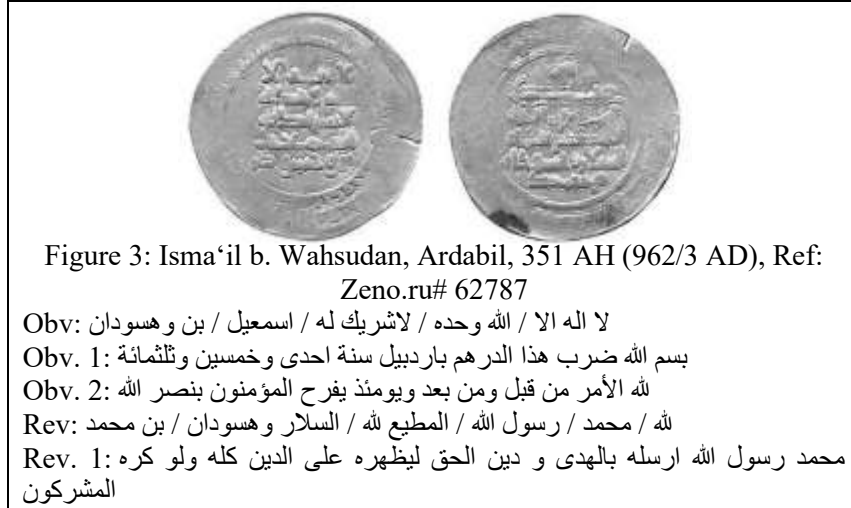 Figure 3: Isma‘il b. Wahsudan, Ardabil, 351 AH (962/3 AD), Ref:
Zeno.ru# 62787
Obv: لا اله الا / الله وحده / لاشريك له / اسمعيل / بن وهسودان
Obv. 1: بسم الله ضرب هذا الدرهم باردبيل سنة احدى وخمسين وثلثمائة
Obv. 2: لله الأمر من قبل ومن بعد ويومئذ يفرح المؤمنون بنصر الله
Rev: لله / محمد / رسول الله / المطيع لله / السلار وهسودان / بن محمد
Rev. 1: محمد رسول الله ارسله بالهدى و دين الحق ليظهره على الدين كله ولو كره
المشركون